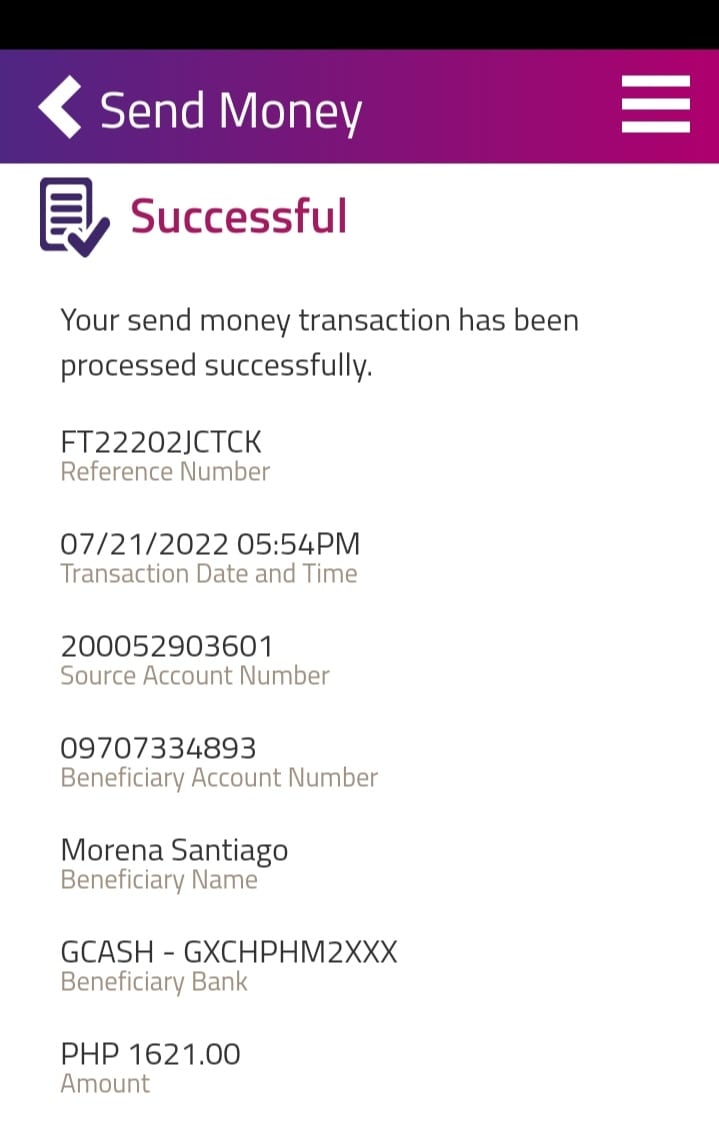 Send Money
Successful
Your send money transaction has been
processed successfully.
FT22202JCTCK
Reference Number
07/21/2022 05:54PM
Transaction Date and Time
200052903601
Source Account Number
09707334893
Beneficiary Account Number
Morena Santiago
Beneficiary Name
GCASH - GXCHPHM2XXX
Beneficiary Bank
PHP 1621.00
Amount